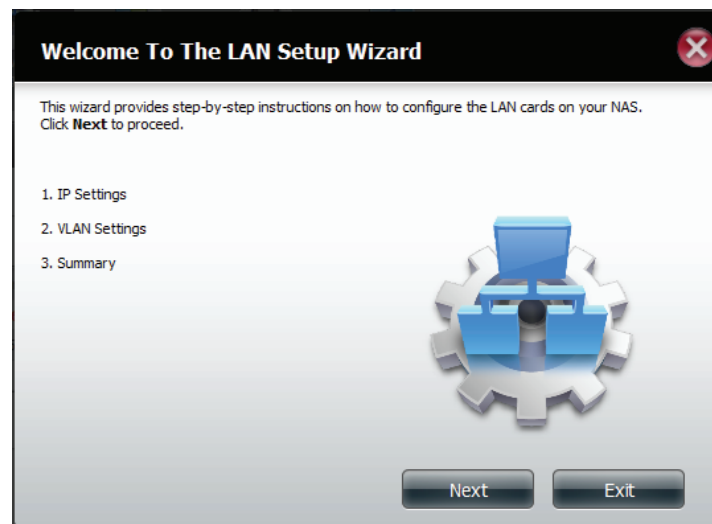 Welcome To The LAN Setup Wizard
This wizard provides step-by-step instructions on how to configure the LAN cards on your NAS.
Click Next to proceed.
1. IP Settings
2. VLAN Settings
3. Summary
Next Exit